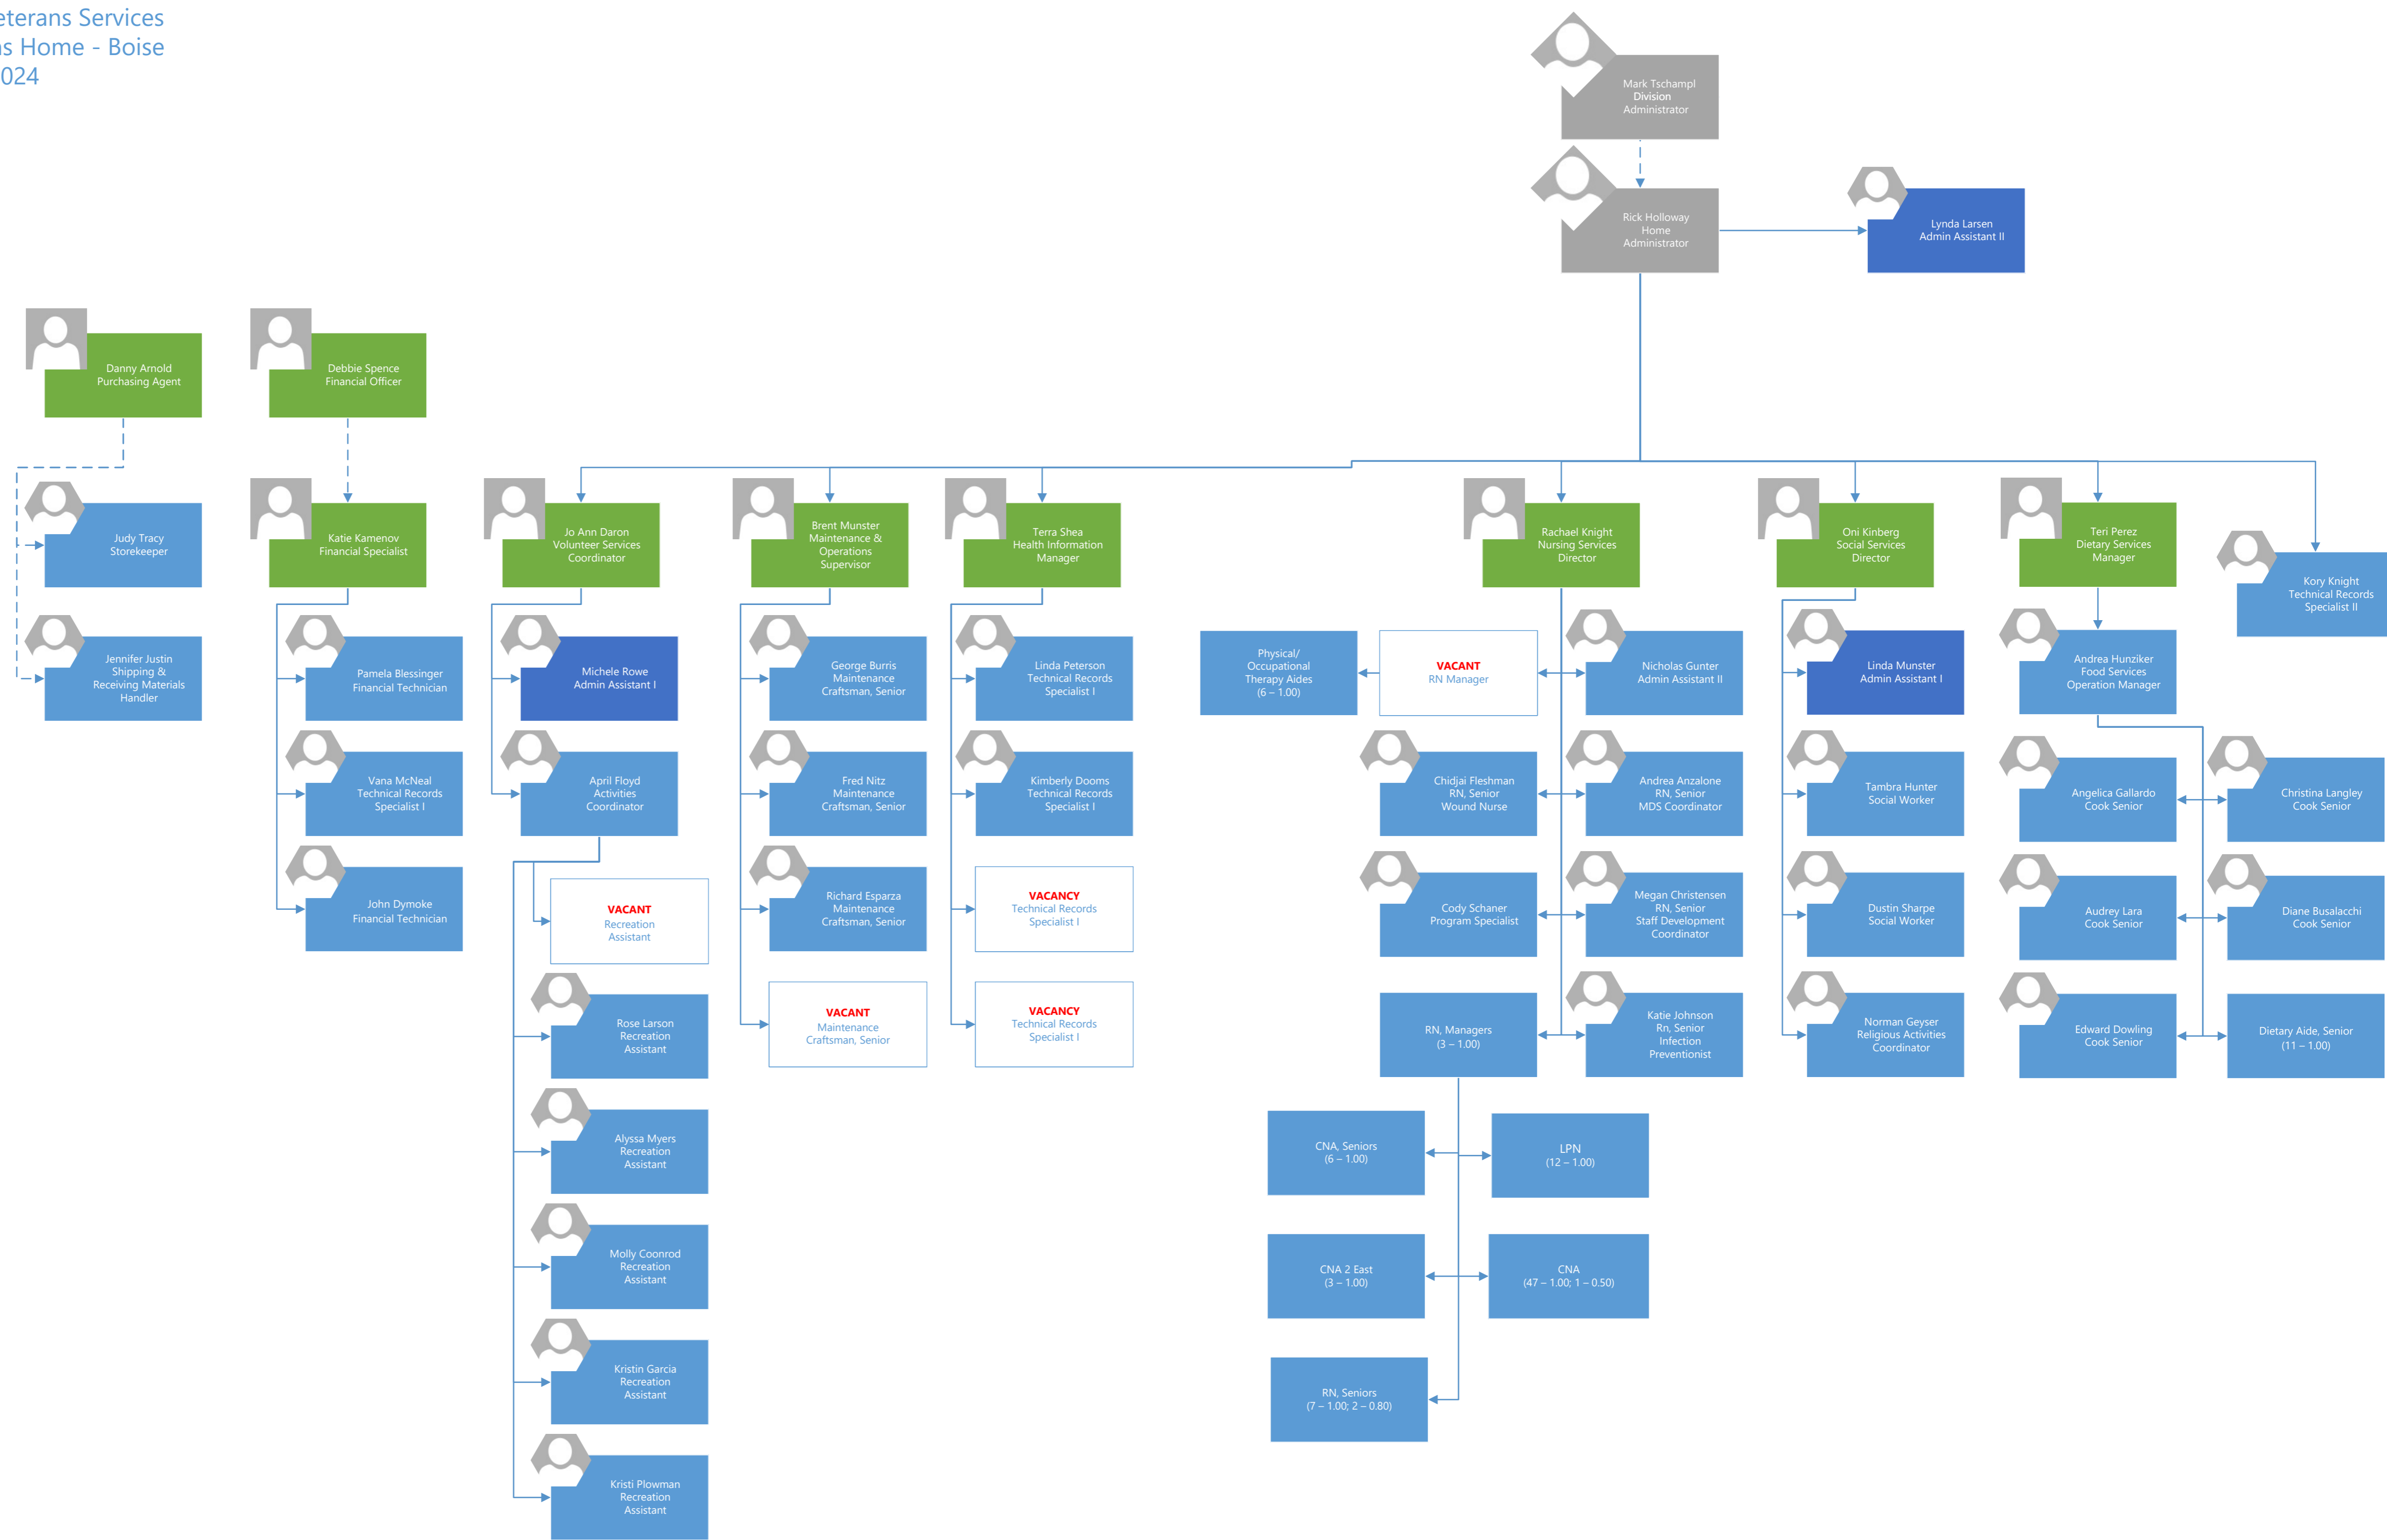 eterans Services
s Home - Boise
024
Mark Tschampl
Division
Administrator
Rick Holloway
Home
Administrator
Lynda Larsen
Admin Assistant II
Danny Arnold
Purchasing Agent
Debbie Spence
Financial Officer
Judy Tracy
Storekeeper
Katie Kamenov
Financial Specialist
Jo Ann Daron
Volunteer Services
Coordinator
Brent Munster
Maintenance &
Operations
Supervisor
Terra Shea
Health Information
Manager
Rachael Knight
Nursing Services
Director
Oni Kinberg
Social Services
Director
Teri Perez
Dietary Services
Manager
Kory Knight
Technical Records
Specialist II
Jennifer Justin
Shipping &
Receiving Materials
Handler
Pamela Blessinger
Financial Technician
Michele Rowe
Admin Assistant I
George Burris
Maintenance
Craftsman, Senior
Linda Peterson
Technical Records
Specialist I
Physical/
Occupational
Therapy Aides
(6 – 1.00)
VACANT
RN Manager
Nicholas Gunter
Admin Assistant II
Linda Munster
Admin Assistant I
Andrea Hunziker
Food Services
Operation Manager
Vana McNeal
Technical Records
Specialist I
April Floyd
Activities
Coordinator
Fred Nitz
Maintenance
Craftsman, Senior
Kimberly Dooms
Technical Records
Specialist I
Chidjai Fleshman
RN, Senior
Wound Nurse
Andrea Anzalone
RN, Senior
MDS Coordinator
Tambra Hunter
Social Worker
Angelica Gallardo
Cook Senior
Christina Langley
Cook Senior
John Dymoke
Financial Technician
VACANT
Recreation
Assistant
Richard Esparza
Maintenance
Craftsman, Senior
VACANCY
Technical Records
Specialist I
Cody Schaner
Program Specialist
Megan Christensen
RN, Senior
Staff Development
Coordinator
Dustin Sharpe
Social Worker
Audrey Lara
Cook Senior
Diane Busalacchi
Cook Senior
Rose Larson
Recreation
Assistant
VACANT
Maintenance
Craftsman, Senior
VACANCY
Technical Records
Specialist I
RN, Managers
(3 – 1.00)
Katie Johnson
Rn, Senior
Infection
Preventionist
Norman Geyser
Religious Activities
Coordinator
Edward Dowling
Cook Senior
Dietary Aide, Senior
(11 – 1.00)
Alyssa Myers
Recreation
Assistant
CNA, Seniors
(6 – 1.00)
LPN
(12 – 1.00)
Molly Coonrod
Recreation
Assistant
CNA 2 East
(3 – 1.00)
CNA
(47 – 1.00; 1 – 0.50)
Kristin Garcia
Recreation
Assistant
RN, Seniors
(7 – 1.00; 2 – 0.80)
Kristi Plowman
Recreation
Assistant